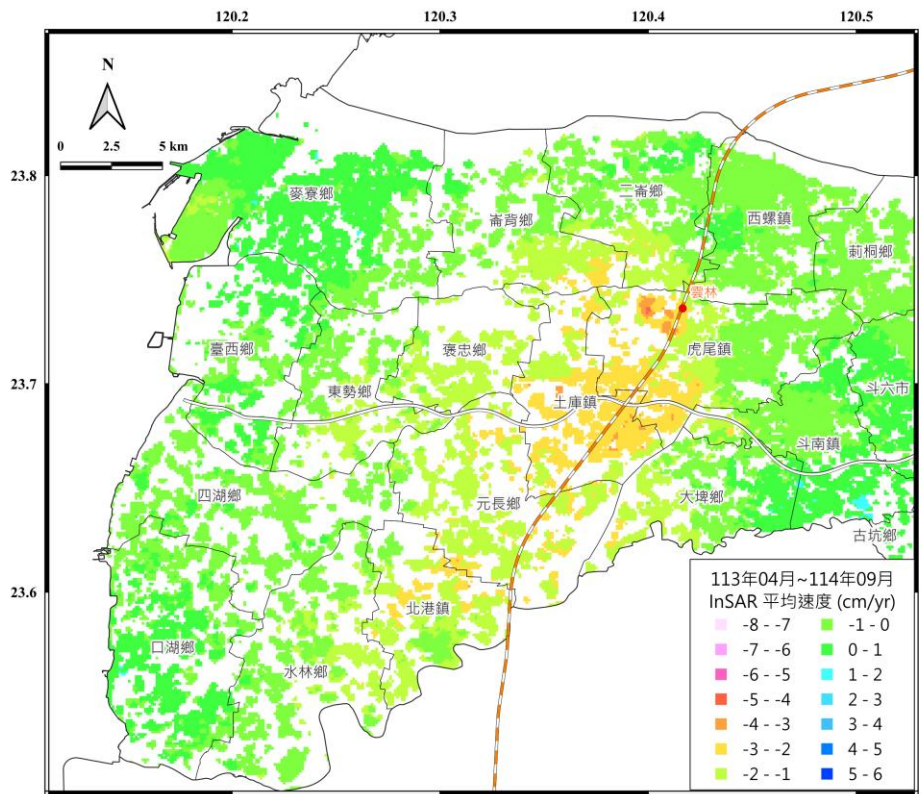 120.2 120.3 120.4 120.5
N
0 2.5 5 km
23.8
23.7
23.6
麥寮鄉
二崙鄉
崙背鄉
西螺鎮
莿桐鄉
雲林
臺西鄉
褒忠鄉
虎尾鎮
東勢鄉
土庫鎮
斗六市
斗南鎮
四湖鄉
元長鄉
大埤鄉
古坑鄉
北港鎮
口湖鄉
水林鄉
113年04月~114年09月
InSAR 平均速度 (cm/yr)
-8 - -7 -1 - 0
-7 - -6 0 - 1
-6 - -5 1 - 2
-5 - -4 2 - 3
-4 - -3 3 - 4
-3 - -2 4 - 5
-2 - -1 5 - 6